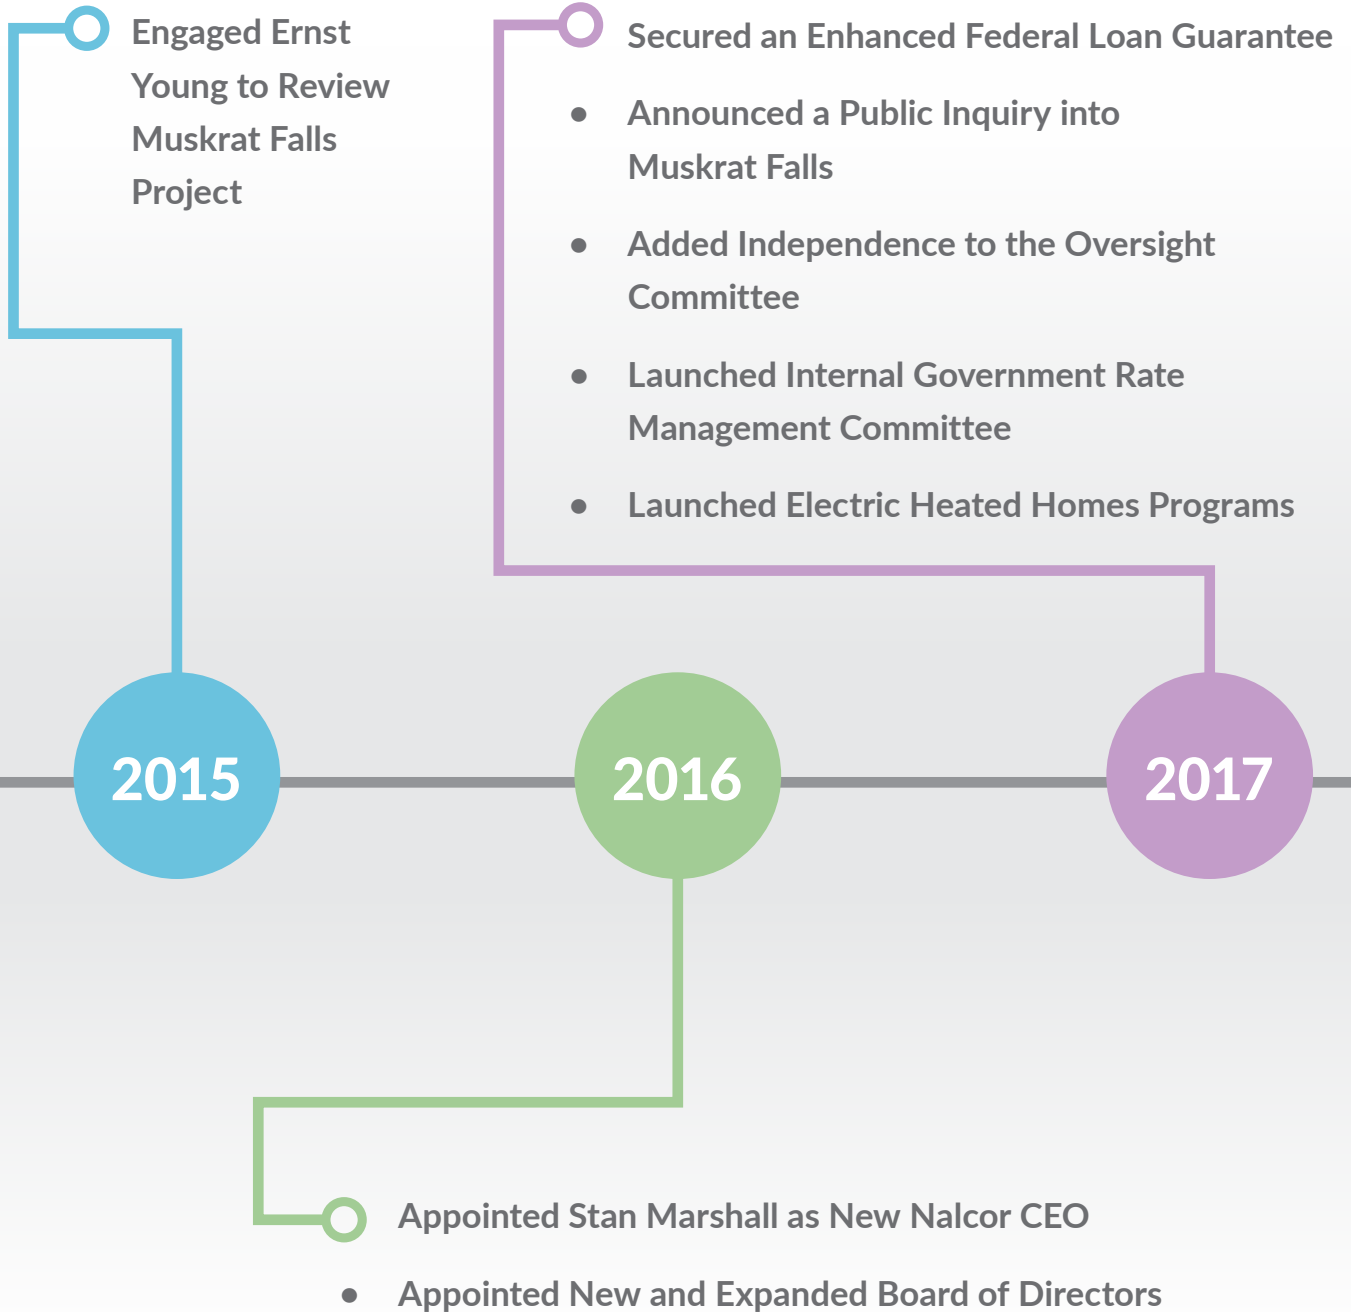 Engaged Ernst
Young to Review
Muskrat Falls
Project
Secured an Enhanced Federal Loan Guarantee
● Announced a Public Inquiry into
Muskrat Falls
● Added Independence to the Oversight
Committee
● Launched Internal Government Rate
Management Committee
● Launched Electric Heated Homes Programs
2015
2016
2017
Appointed Stan Marshall as New Nalcor CEO
● Appointed New and Expanded Board of Directors